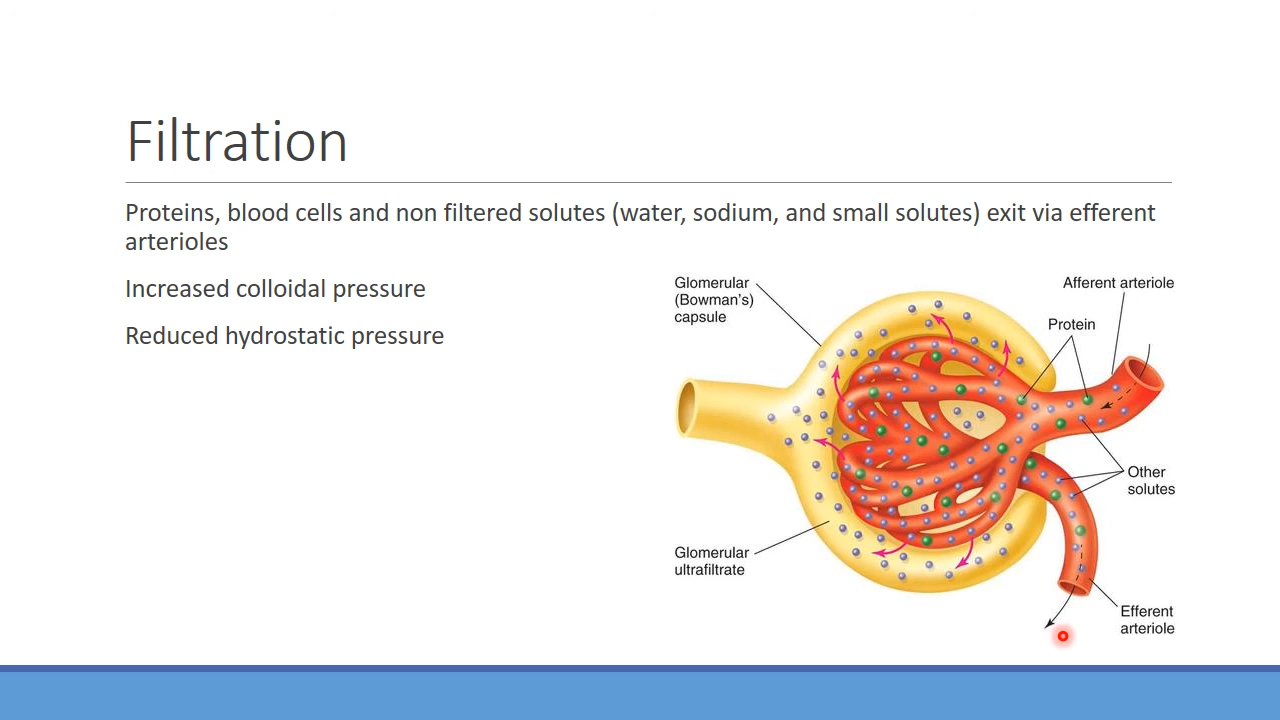 Filtration
Proteins, blood cells and non filtered solutes (water, sodium, and small solutes) exit via efferent
arterioles
Increased colloidal pressure
Reduced hydrostatic pressure
Glomerular
(Bowman's)
capsule
Afferent arteriole
Protein
Other
solutes
Glomerular
ultrafiltrate
Efferent
arteriole